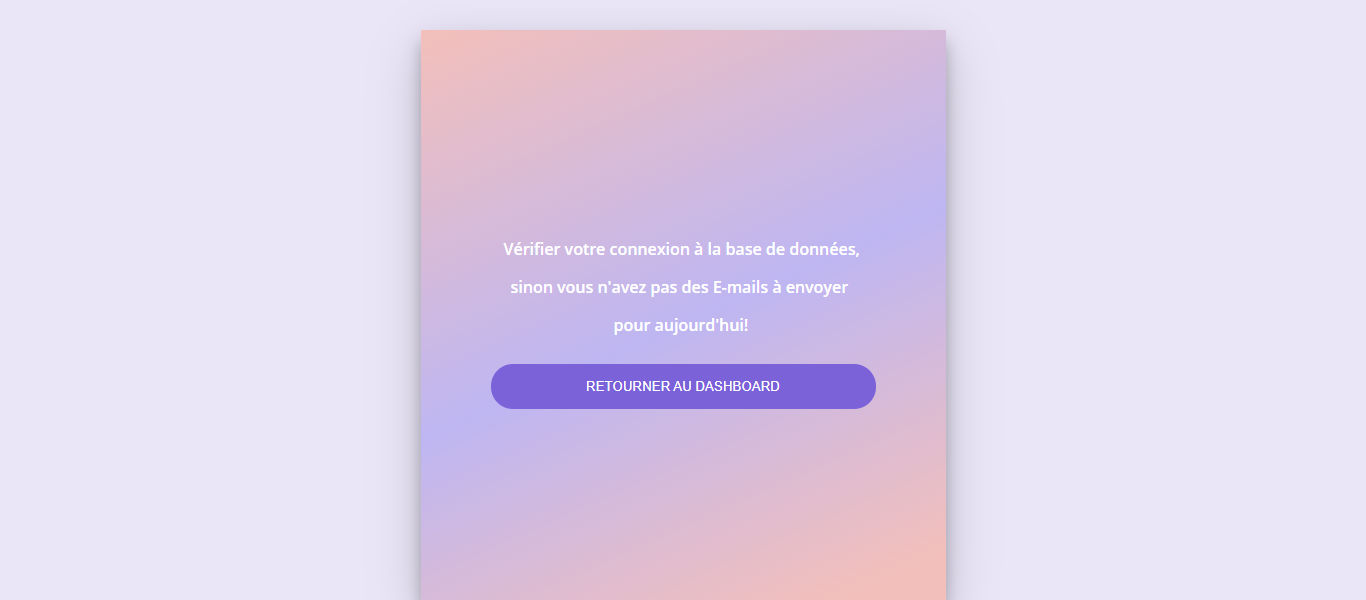 Vérifier votre connexion à la base de données,
sinon vous n'avez pas des E-mails à envoyer
pour aujourd'hui!
RETOURNER AU DASHBOARD